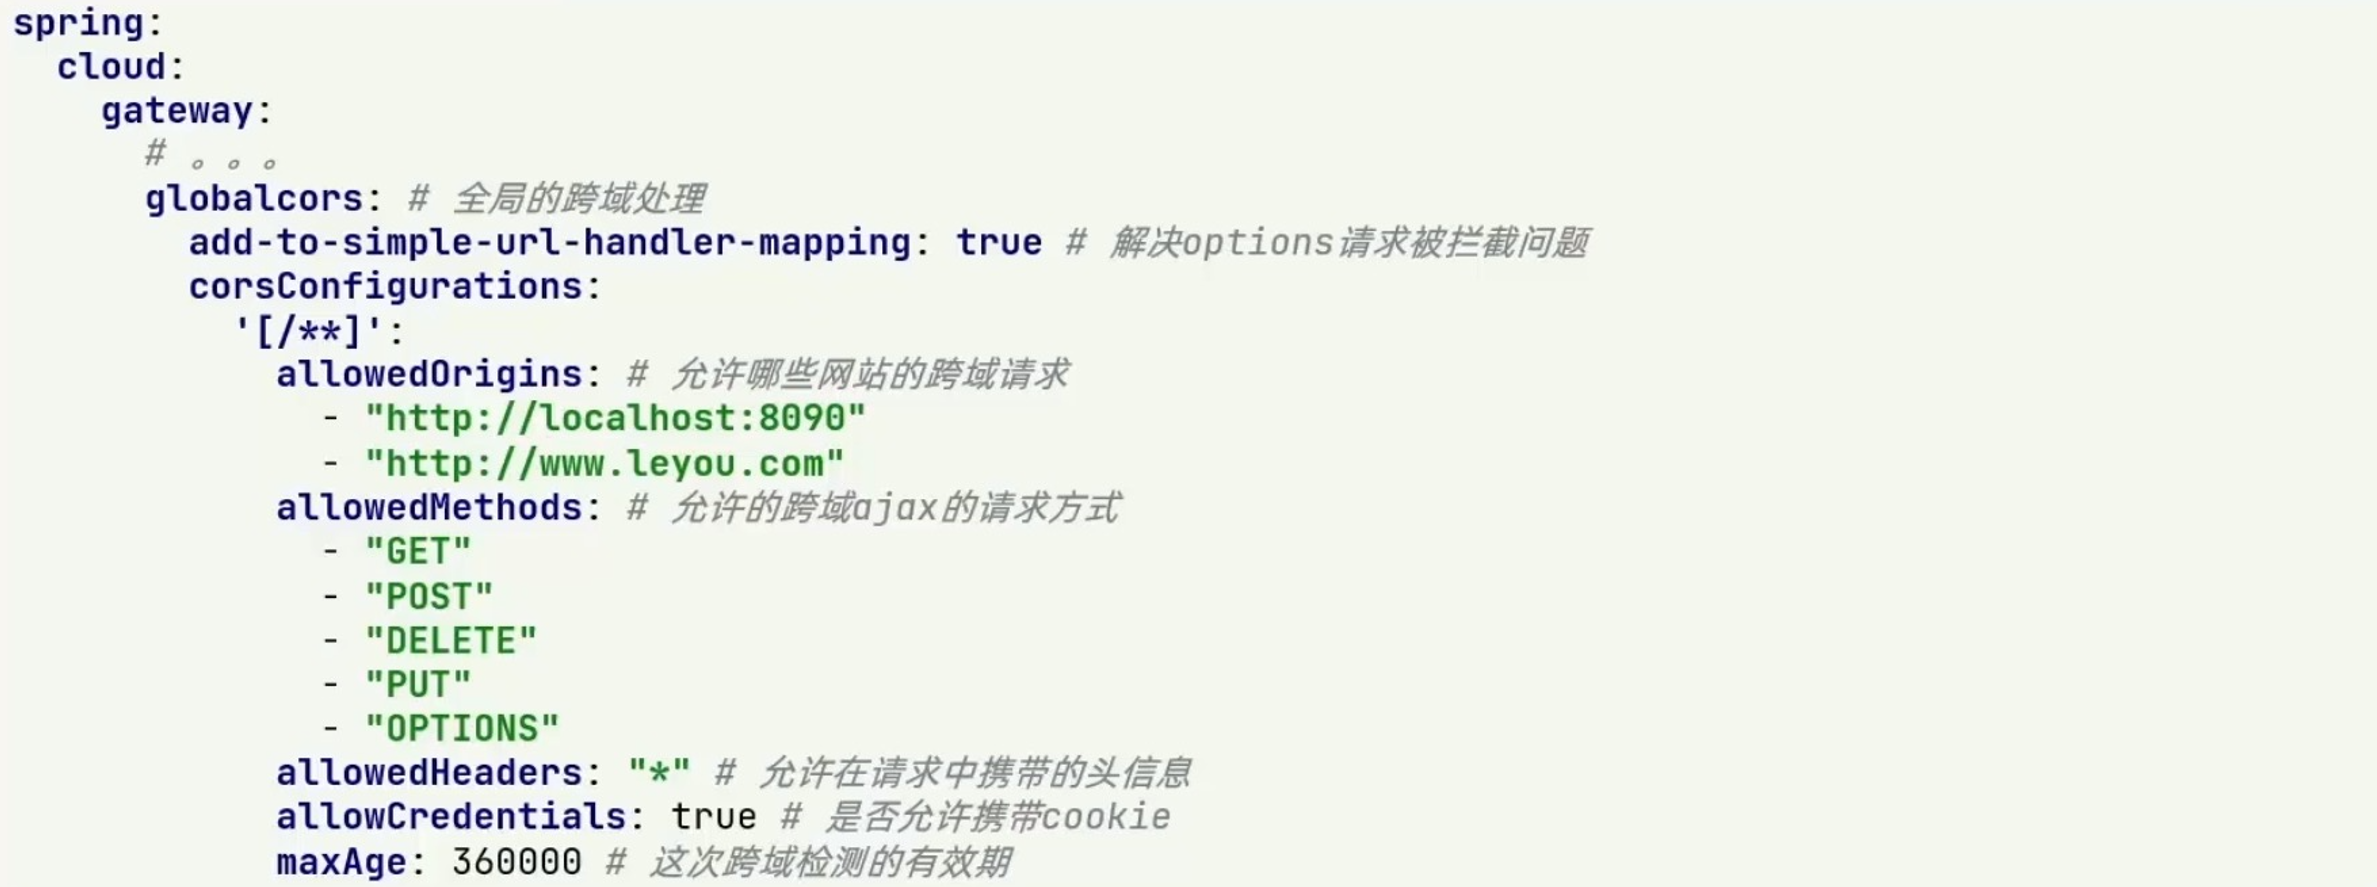 spring:
  cloud:
    gateway:
      # 。。。
      globalcors: # 全局的跨域处理
        add-to-simple-url-handler-mapping: true # 解决options请求被拦截问题
        corsConfigurations:
          '[/**]':
            allowedOrigins: # 允许哪些网站的跨域请求
              - "http://localhost:8090"
              - "http://www.leyou.com"
            allowedMethods: # 允许的跨域ajax的请求方式
              - "GET"
              - "POST"
              - "DELETE"
              - "PUT"
              - "OPTIONS"
            allowedHeaders: "*" # 允许在请求中携带的头信息
            allowCredentials: true # 是否允许携带cookie
            maxAge: 360000 # 这次跨域检测的有效期